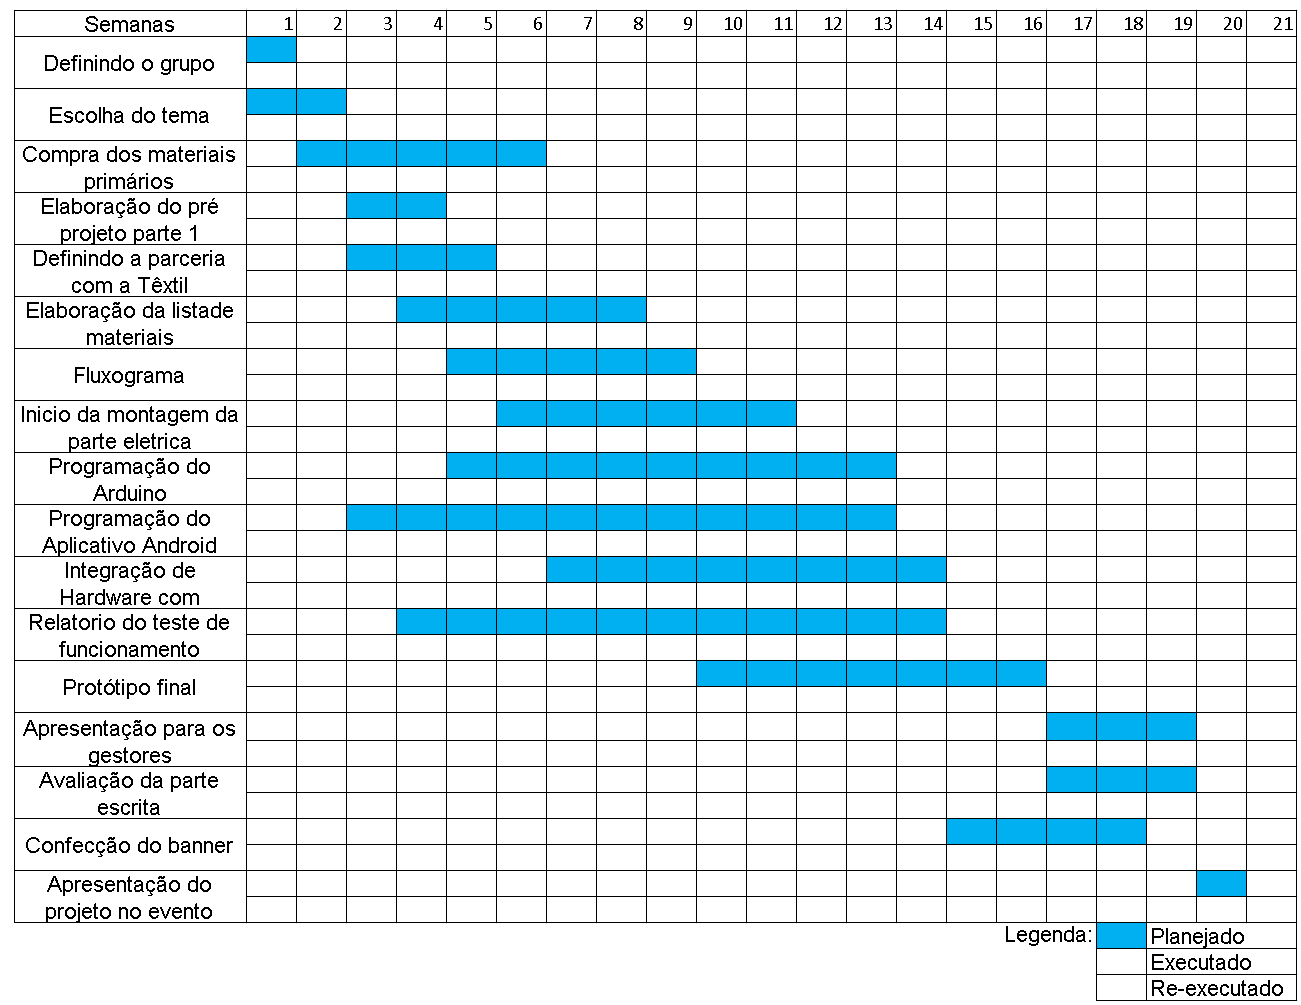 Semanas 1 2 3 4 5 6 7 8 9 10 11 12 13 14 15 16 17 18 19 20 21
Definindo o grupo
Escolha do tema
Compra dos materiais
primários
Elaboração do pré
projeto parte 1
Definindo a parceria
com a Têxtil
Elaboração da listade
materiais
Fluxograma
Inicio da montagem da
parte eletrica
Programação do
Arduino
Programação do
Aplicativo Android
Integração de
Hardware com
Relatorio do teste de
funcionamento
Protótipo final
Apresentação para os
gestores
Avaliação da parte
escrita
Confecção do banner
Apresentação do
projeto no evento
Legenda: Planejado
Executado
Re-executado